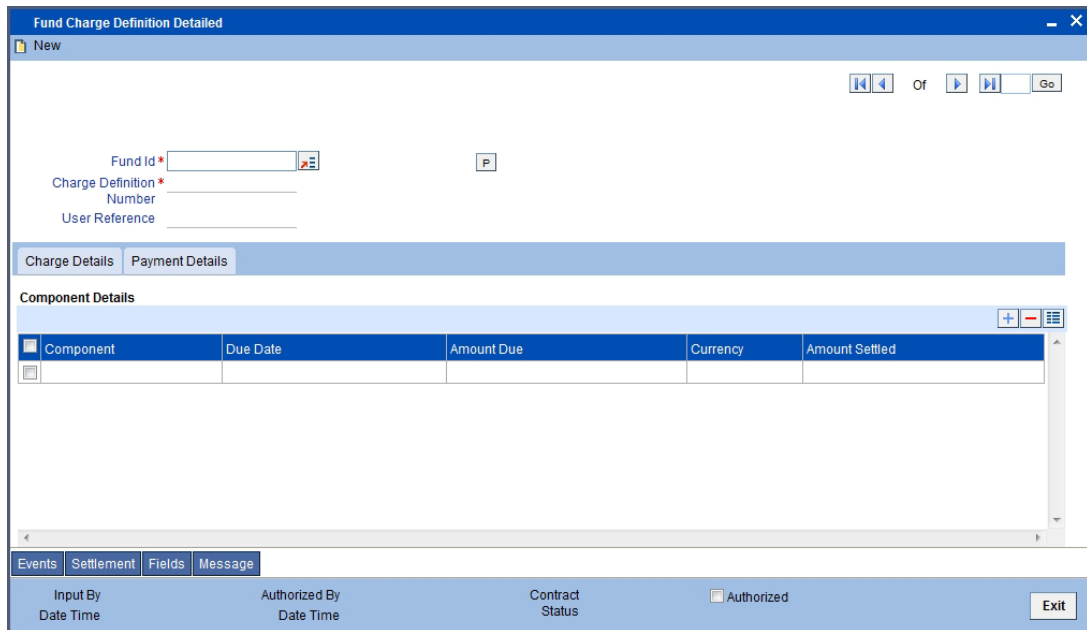 Fund Charge Definition Detailed
New
Of Go
Fund Id *
P
Charge Definition *
Number
User Reference
Charge Details Payment Details
Component Details
Component Due Date Amount Due Currency Amount Settled
Events Settlement Fields Message
Input By Authorized By Contract Authorized
Date Time Date Time Status
Exit